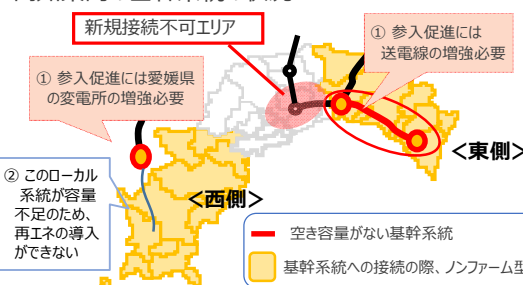 新規接続不可エリア
① 参入促進には
送電線の増強必要
① 参入促進には愛媛県
の変電所の増強必要
<東側>
② このローカル
系統が容量
不足のため、
再エネの導入
ができない
<西側>
空き容量がない基幹系統
基幹系統への接続の際、ノンファーム型